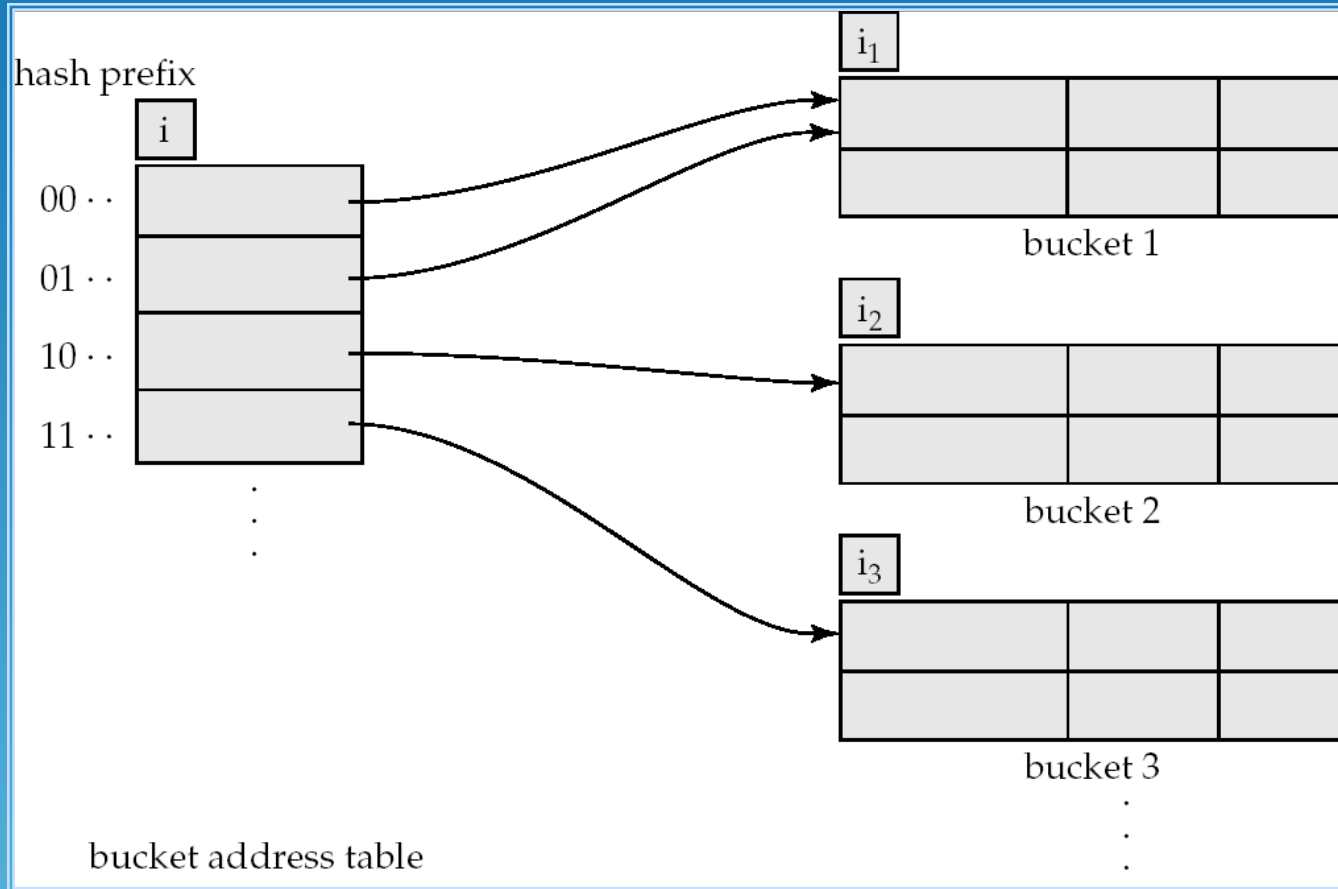 hash prefix
i
00 · ·
01 · ·
10 · ·
11 · ·
.
.
.
bucket address table
i₁
bucket 1
i₂
bucket 2
i₃
bucket 3
.
.
.